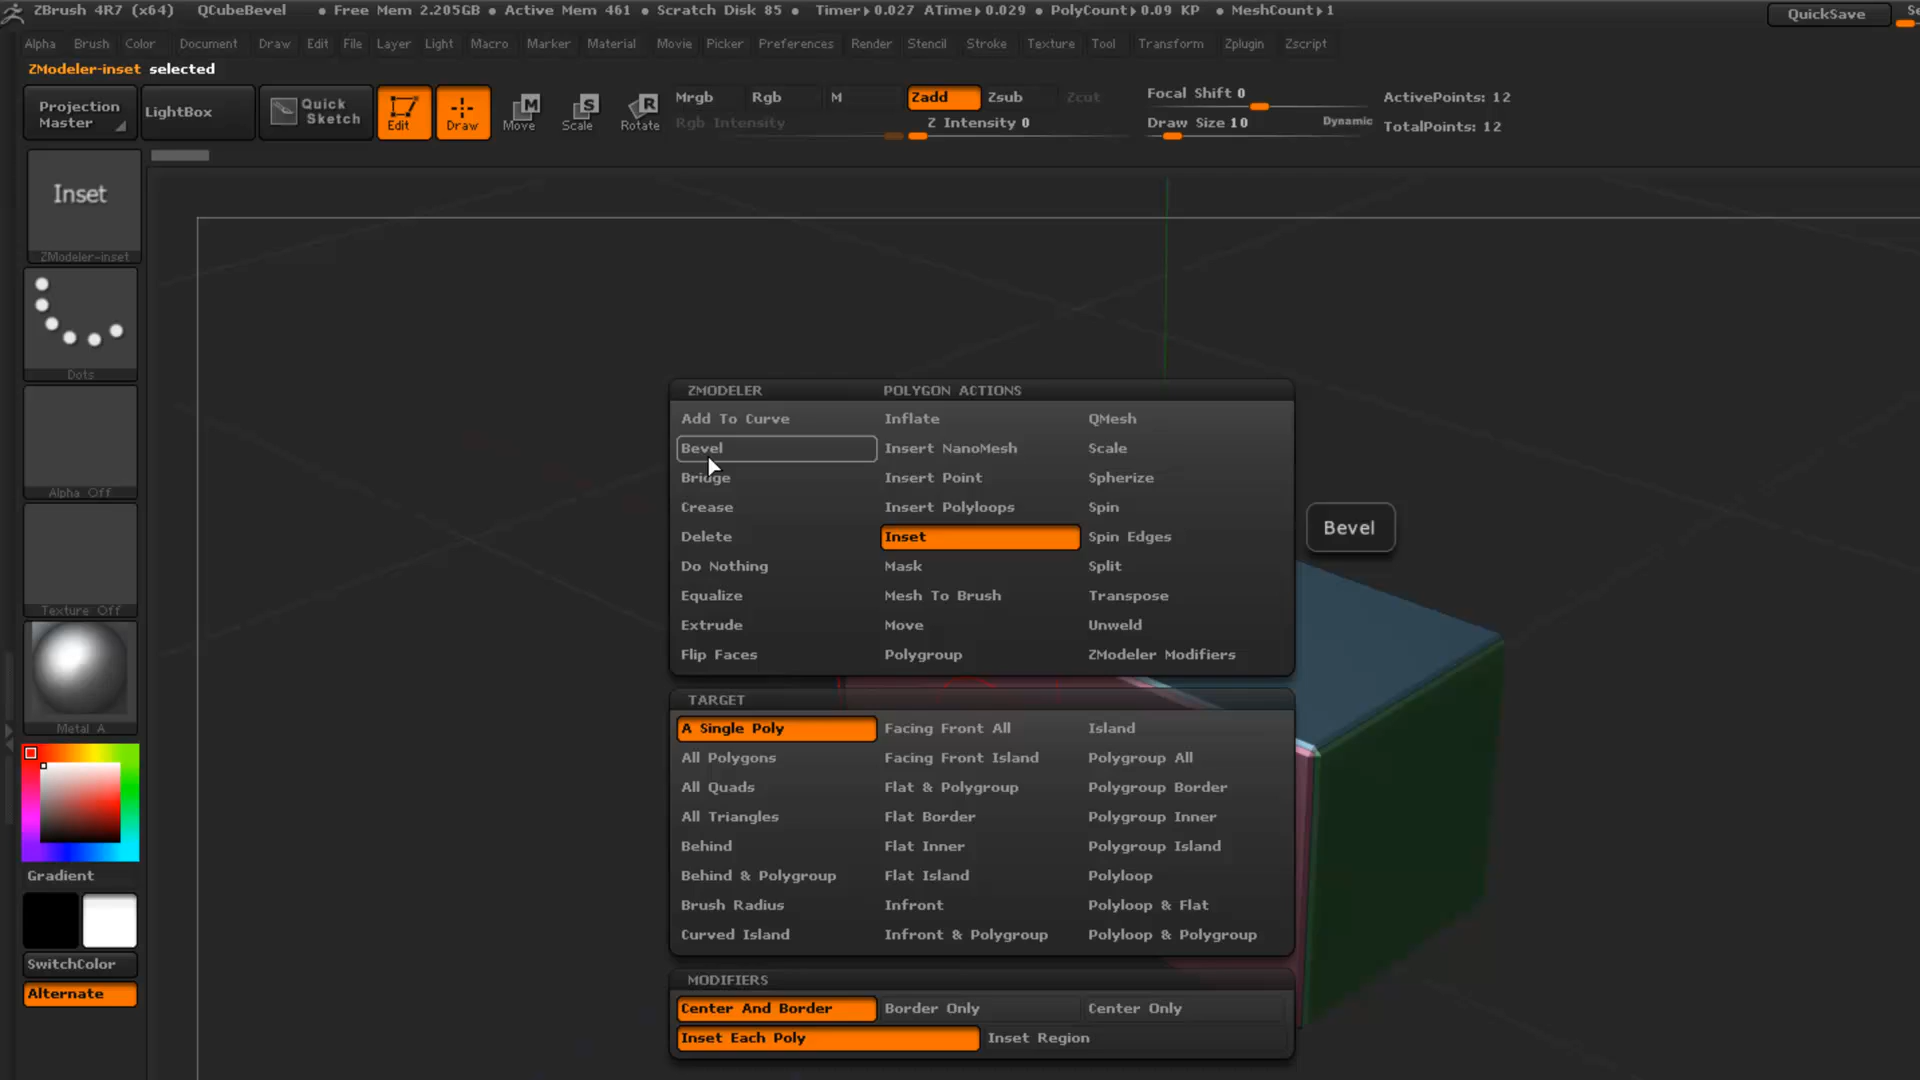 ZBrush 4R7 (x64) QCubeBevel • Free Mem 2.205GB • Active Mem 461 • Scratch Disk 85 • Timer▸0.027 ATime▸0.029 • PolyCount▸0.09 KP • MeshCount▸1 QuickSave
Alpha Brush Color Document Draw Edit File Layer Light Macro Marker Material Movie Picker Preferences Render Stencil Stroke Texture Tool Transform Zplugin Zscript
ZModeler-inset selected
Projection Master
LightBox
Quick Sketch
Edit
Draw
M Move
S Scale
R Rotate
Mrgb Rgb M Zadd Zsub Zcut
Rgb Intensity Z Intensity 0
Focal Shift 0
Draw Size 10 Dynamic
ActivePoints: 12
TotalPoints: 12
Inset
ZModeler-inset
Dots
Alpha Off
Texture Off
Metal A
Gradient
SwitchColor
Alternate
ZMODELER POLYGON ACTIONS
Add To Curve Inflate QMesh
Bevel Insert NanoMesh Scale
Bridge Insert Point Spherize
Crease Insert Polyloops Spin
Delete Inset Spin Edges
Do Nothing Mask Split
Equalize Mesh To Brush Transpose
Extrude Move Unweld
Flip Faces Polygroup ZModeler Modifiers
Bevel
TARGET
A Single Poly Facing Front All Island
All Polygons Facing Front Island Polygroup All
All Quads Flat & Polygroup Polygroup Border
All Triangles Flat Border Polygroup Inner
Behind Flat Inner Polygroup Island
Behind & Polygroup Flat Island Polyloop
Brush Radius Infront Polyloop & Flat
Curved Island Infront & Polygroup Polyloop & Polygroup
MODIFIERS
Center And Border Border Only Center Only
Inset Each Poly Inset Region